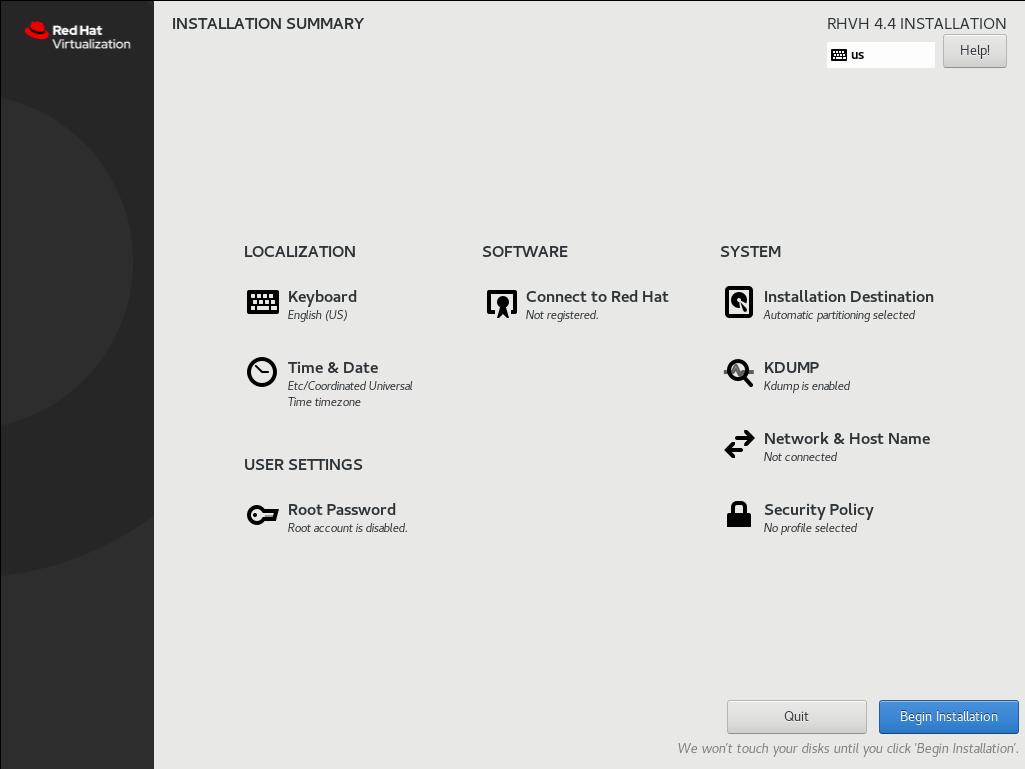 Red Hat
Virtualization
INSTALLATION SUMMARY
RHVH 4.4 INSTALLATION
us
Help!
LOCALIZATION
Keyboard
English (US)
Time & Date
Etc/Coordinated Universal
Time timezone
USER SETTINGS
Root Password
Root account is disabled.
SOFTWARE
Connect to Red Hat
Not registered.
SYSTEM
Installation Destination
Automatic partitioning selected
KDUMP
Kdump is enabled
Network & Host Name
Not connected
Security Policy
No profile selected
Quit
Begin Installation
We won't touch your disks until you click 'Begin Installation'.